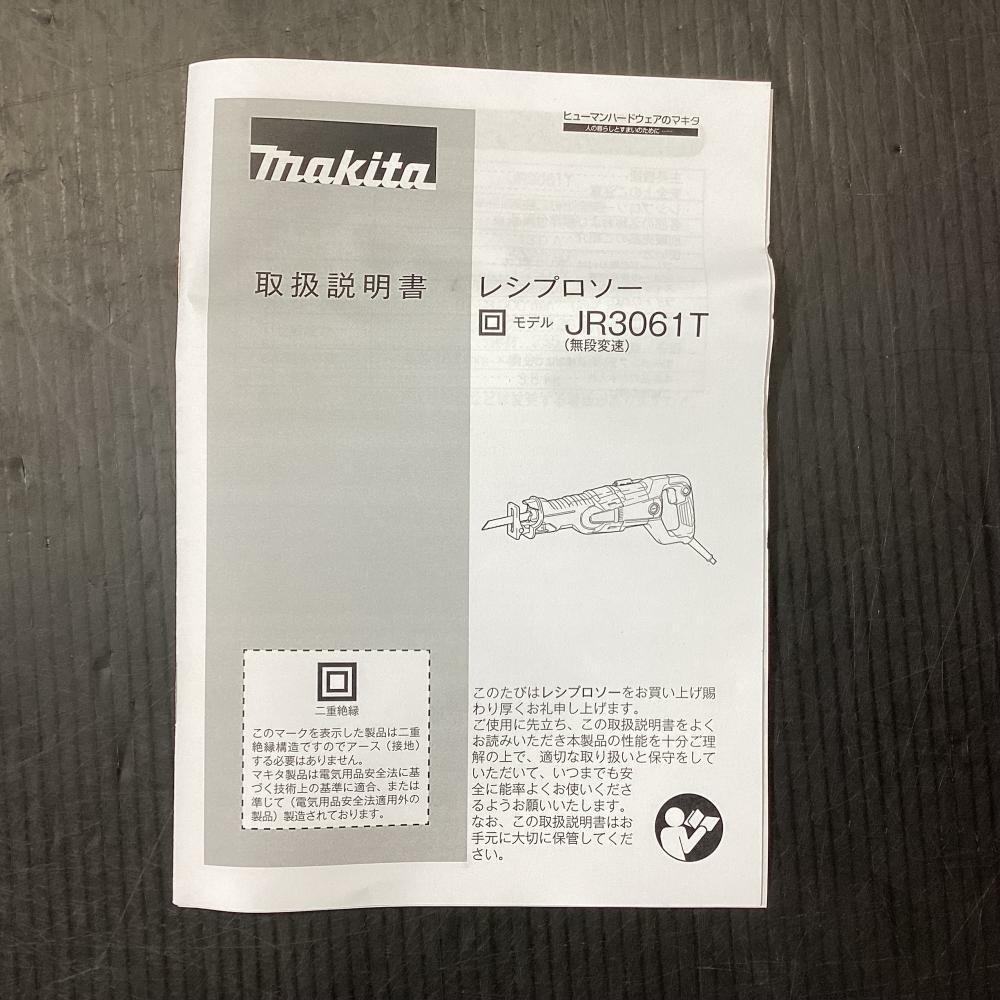 makita
ヒューマンハードウェアのマキタ
人の暮らしとすまいのために……
取扱説明書
レシプロソー
モデル JR3061T
(無段変速)
二重絶縁
このマークを表示した製品は二重
絶縁構造ですのでアース（接地）
する必要はありません。
マキタ製品は電気用品安全法に基
づく技術上の基準に適合、または
準じて（電気用品安全法適用外の
製品）製造されております。
このたびはレシプロソーをお買い上げ賜
わり厚くお礼申し上げます。
ご使用に先立ち、この取扱説明書をよく
お読みいただき本製品の性能を十分ご理
解の上で、適切な取り扱いと保守をして
いただいて、いつまでも安
全に能率よくお使いくださ
るようお願いいたします。
なお、この取扱説明書はお
手元に大切に保管してくだ
さい。